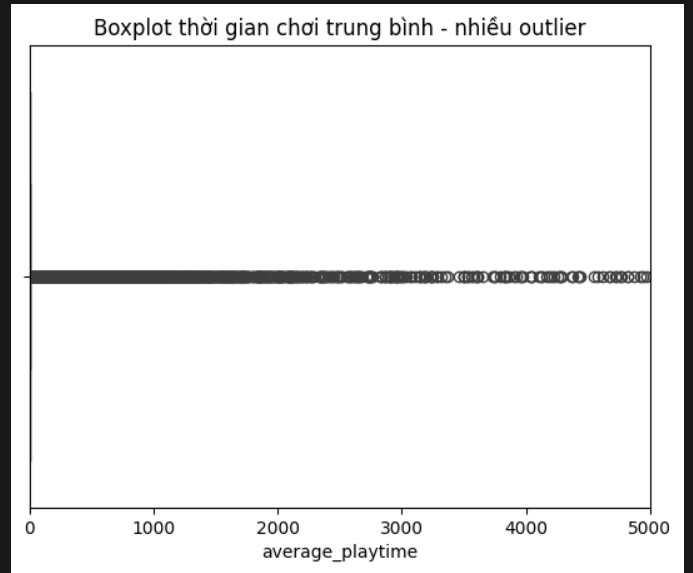 Boxplot thời gian chơi trung bình - nhiều outlier
0 1000 2000 3000 4000 5000
average_playtime